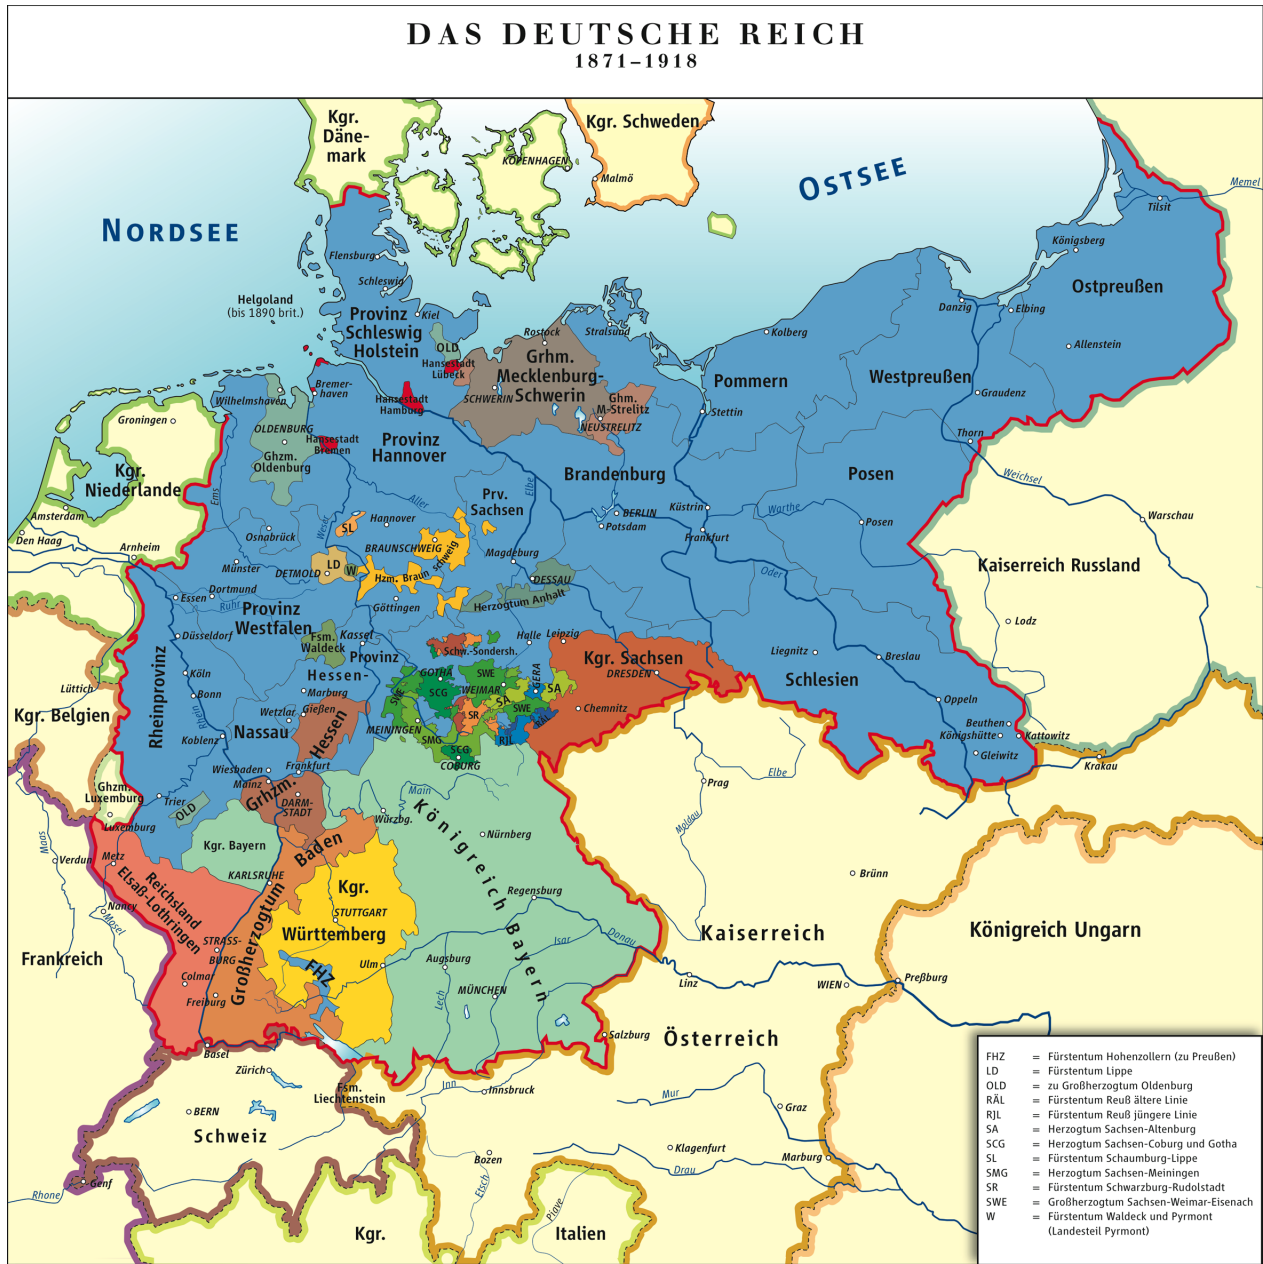 DAS DEUTSCHE REICH
1871–1918
Kgr.
Däne-
mark
Kgr. Schweden
KOPENHAGEN
Malmö
OSTSEE
NORDSEE
Memel
Tilsit
Königsberg
Ostpreußen
Flensburg
Schleswig
Helgoland
(bis 1890 brit.)
Kiel
Provinz
Schleswig
Holstein
OLD
Hansestadt
Lübeck
Rostock
Stralsund
Grhm.
Mecklenburg-
Schwerin
SCHWERIN
Ghm.
M-Strelitz
NEUSTRELITZ
Kolberg
Danzig
Elbing
Allenstein
Pommern
Westpreußen
Graudenz
Stettin
Thorn
Bremer-
haven
Wilhelmshaven
Hansestadt
Hamburg
Groningen
OLDENBURG
Hansestadt
Bremen
Ghzm.
Oldenburg
Provinz
Hannover
Kgr.
Niederlande
Brandenburg
Posen
Weichsel
Amsterdam
Den Haag
Arnheim
Ems
Weser
Aller
Elbe
Prv.
Sachsen
SL
Hannover
Osnabrück
BRAUNSCHWEIG
BERLIN
Potsdam
Küstrin
Warthe
Posen
Frankfurt
Warschau
Kaiserreich Russland
Münster
DETMOLD
LD
W
Hzm. Braunschweig
Magdeburg
DESSAU
Herzogtum Anhalt
Oder
Essen
Dortmund
Ruhr
Göttingen
Provinz
Westfalen
Lodz
Düsseldorf
Fsm.
Waldeck
Kassel
Provinz
Hessen-
Nassau
Halle
Leipzig
Schw.-Sondersh.
Kgr. Sachsen
DRESDEN
Liegnitz
Breslau
Schlesien
Rheinprovinz
Köln
Bonn
Rhein
Marburg
Gießen
Wetzlar
Koblenz
Hessen
GOTHA
SCG
SWE
WEIMAR
SWE
SA
SWE
SR
GERA
SA
RÄL
RJL
Chemnitz
MEININGEN
SMG
SCG
COBURG
Oppeln
Beuthen
Königshütte
Kattowitz
Gleiwitz
Krakau
Lüttich
Kgr. Belgien
Ghzm.
Luxemburg
Luxemburg
Trier
OLD
Wiesbaden
Mainz
Frankfurt
Grhzm.
DARM-
STADT
Main
Würzbg.
Elbe
Prag
Moldau
Kgr. Bayern
Baden
Nürnberg
Königreich Bayern
Maas
Verdun
Metz
Nancy
Mosel
Reichsland
Elsaß-Lothringen
KARLSRUHE
Großherzogtum
Kgr.
Württemberg
STUTTGART
Regensburg
Brünn
Frankreich
STRASS-
BURG
Colmar
Freiburg
FHZ
Ulm
Augsburg
Isar
Donau
Lech
MÜNCHEN
Kaiserreich
Österreich
Königreich Ungarn
Linz
WIEN
Preßburg
Salzburg
Basel
Zürich
BERN
Schweiz
Fsm.
Liechtenstein
Inn
Innsbruck
Mur
Graz
Klagenfurt
Drau
Marburg
Bozen
Etsch
Piave
Genf
Rhone
Kgr.
Italien
FHZ = Fürstentum Hohenzollern (zu Preußen)
LD = Fürstentum Lippe
OLD = zu Großherzogtum Oldenburg
RÄL = Fürstentum Reuß ältere Linie
RJL = Fürstentum Reuß jüngere Linie
SA = Herzogtum Sachsen-Altenburg
SCG = Herzogtum Sachsen-Coburg und Gotha
SL = Fürstentum Schaumburg-Lippe
SMG = Herzogtum Sachsen-Meiningen
SR = Fürstentum Schwarzburg-Rudolstadt
SWE = Großherzogtum Sachsen-Weimar-Eisenach
W = Fürstentum Waldeck und Pyrmont
(Landesteil Pyrmont)